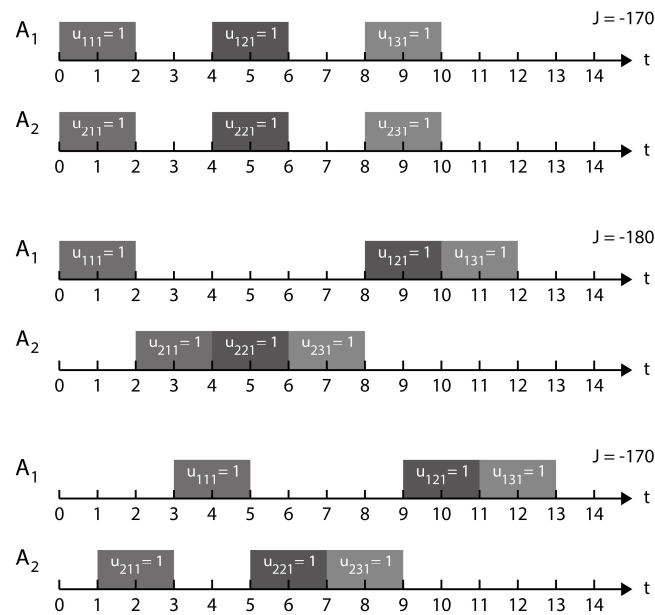 J = -170
A1 u111= 1 u121= 1 u131= 1
0 1 2 3 4 5 6 7 8 9 10 11 12 13 14 t
A2 u211= 1 u221= 1 u231= 1
0 1 2 3 4 5 6 7 8 9 10 11 12 13 14 t
J = -180
A1 u111= 1 u121= 1 u131= 1
0 1 2 3 4 5 6 7 8 9 10 11 12 13 14 t
A2 u211= 1 u221= 1 u231= 1
0 1 2 3 4 5 6 7 8 9 10 11 12 13 14 t
J = -170
A1 u111= 1 u121= 1 u131= 1
0 1 2 3 4 5 6 7 8 9 10 11 12 13 14 t
A2 u211= 1 u221= 1 u231= 1
0 1 2 3 4 5 6 7 8 9 10 11 12 13 14 t